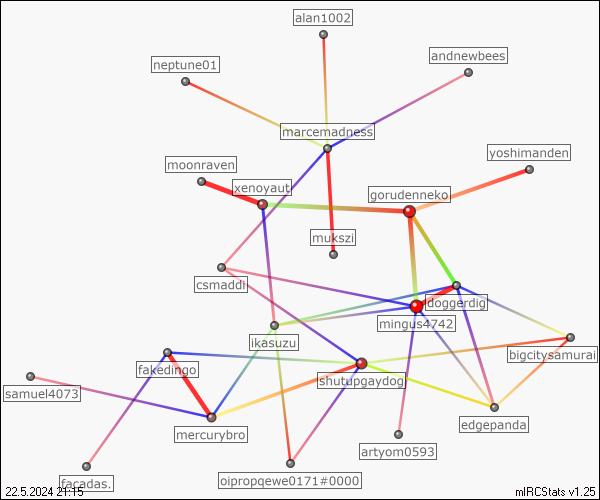 alan1002
andnewbees
neptune01
marcemadness
moonraven
yoshimanden
xenoyaut
gorudenneko
mukszi
csmaddi
doggerdig
mingus4742
ikasuzu
bigcitysamurai
fakedingo
shutupgaydog
samuel4073
edgepanda
mercurybro
artyom0593
facadas.
oipropqewe0171#0000
22.5.2024 21:15
mIRCStats v1.25